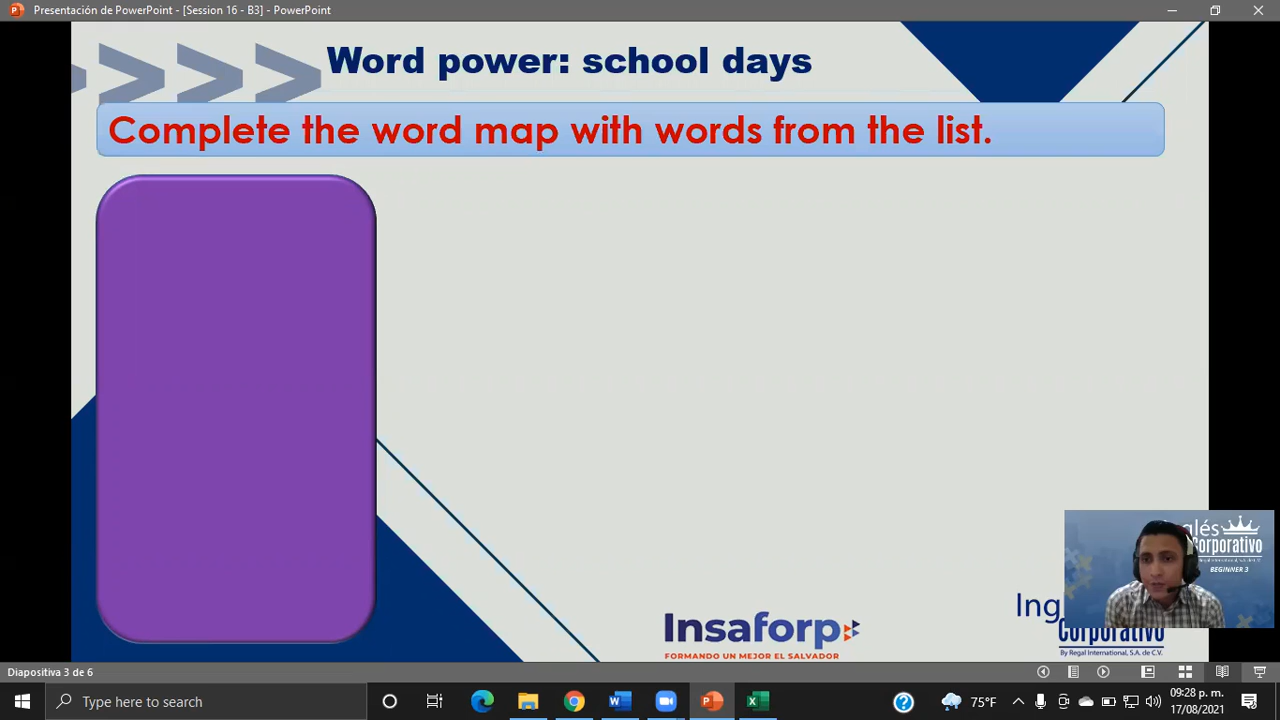 Presentación de PowerPoint - [Session 16 - B3] - PowerPoint
Word power: school days
Complete the word map with words from the list.
Inglés
Corporativo
BEGINNER 3
Insaforp
FORMANDO UN MEJOR EL SALVADOR
Ing
Corporativo
By Regal International, S.A. de C.V.
Diapositiva 3 de 6
Type here to search
75°F
09:28 p. m.
17/08/2021